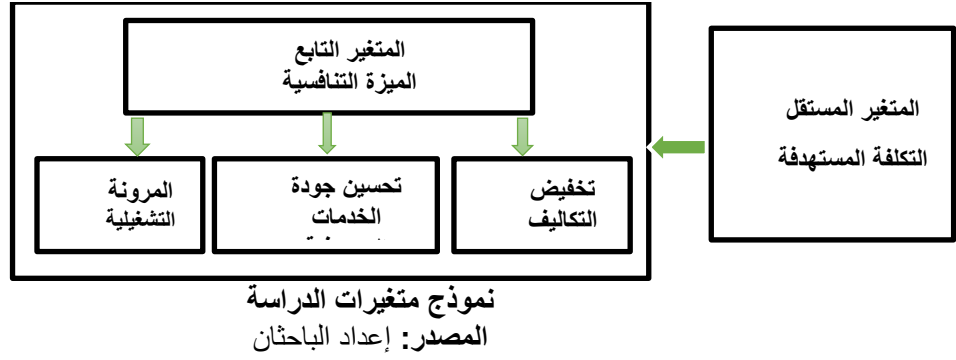 المتغير المستقل
التكلفة المستهدفة
المتغير التابع
الميزة التنافسية
تخفيض
التكاليف
تحسين جودة
الخدمات
المرونة
التشغيلية
نموذج متغيرات الدراسة
المصدر: إعداد الباحثان